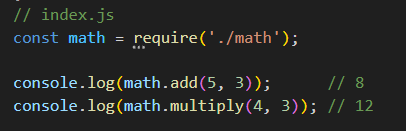 // index.js
const math = require('./math');
console.log(math.add(5, 3));      // 8
console.log(math.multiply(4, 3)); // 12